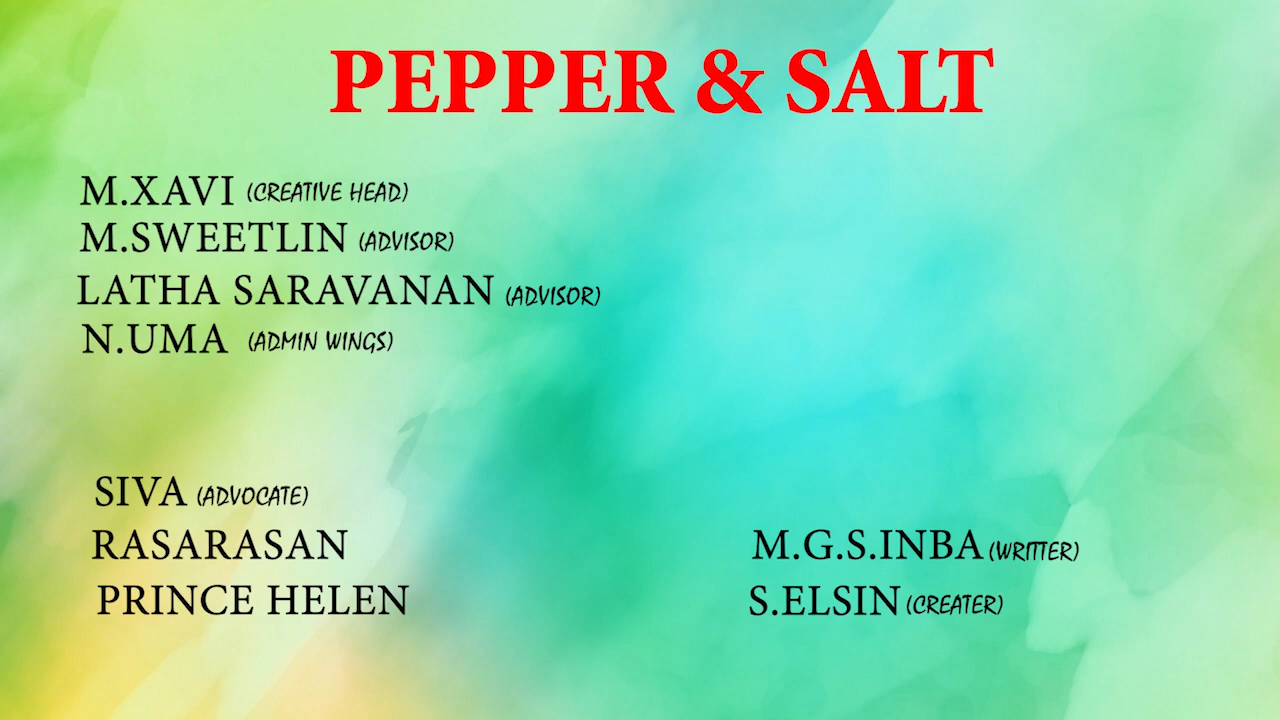 PEPPER & SALT
M.XAVI (CREATIVE HEAD)
M.SWEETLIN (ADVISOR)
LATHA SARAVANAN (ADVISOR)
N.UMA (ADMIN WINGS)
SIVA (ADVOCATE)
RASARASAN
PRINCE HELEN
M.G.S.INBA (WRITTER)
S.ELSIN (CREATER)